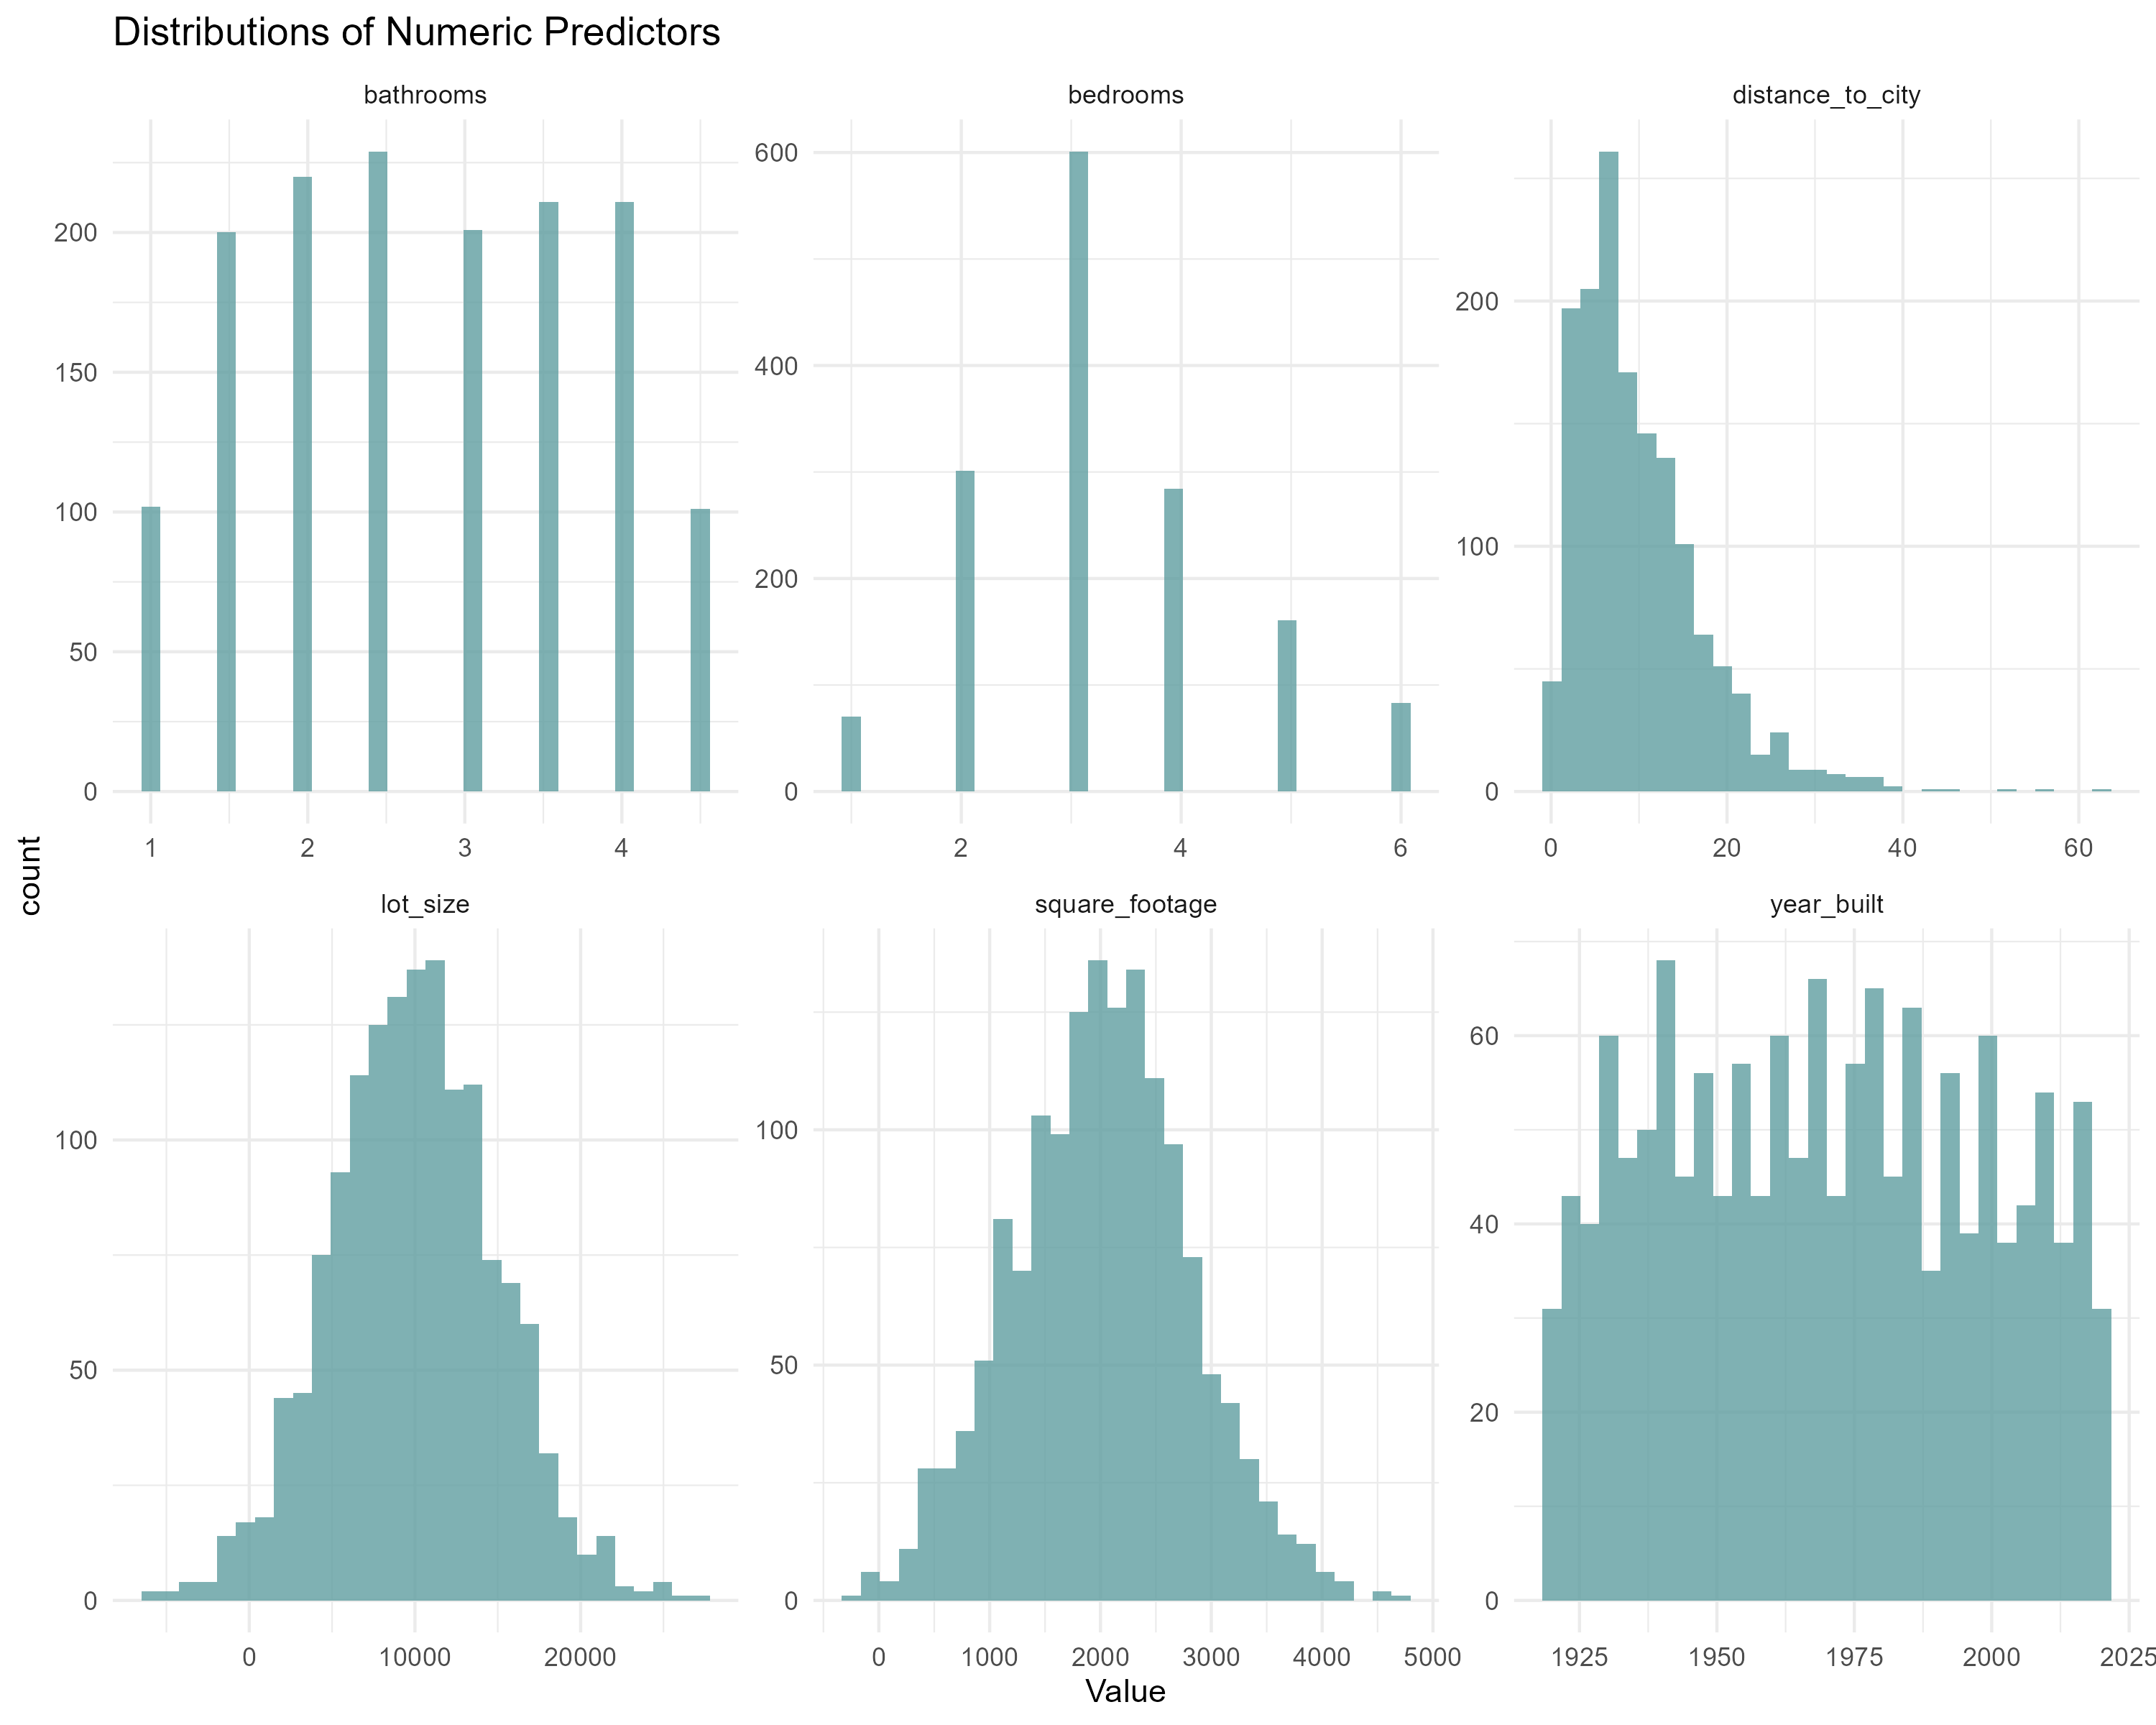 Distributions of Numeric Predictors
bathrooms
bedrooms
distance_to_city
200
150
100
50
0
600
400
200
0
200
100
0
1 2 3 4
2 4 6
0 20 40 60
count
lot_size
square_footage
year_built
100
50
0
100
50
0
60
40
20
0
0 10000 20000
0 1000 2000 3000 4000 5000
1925 1950 1975 2000 2025
Value